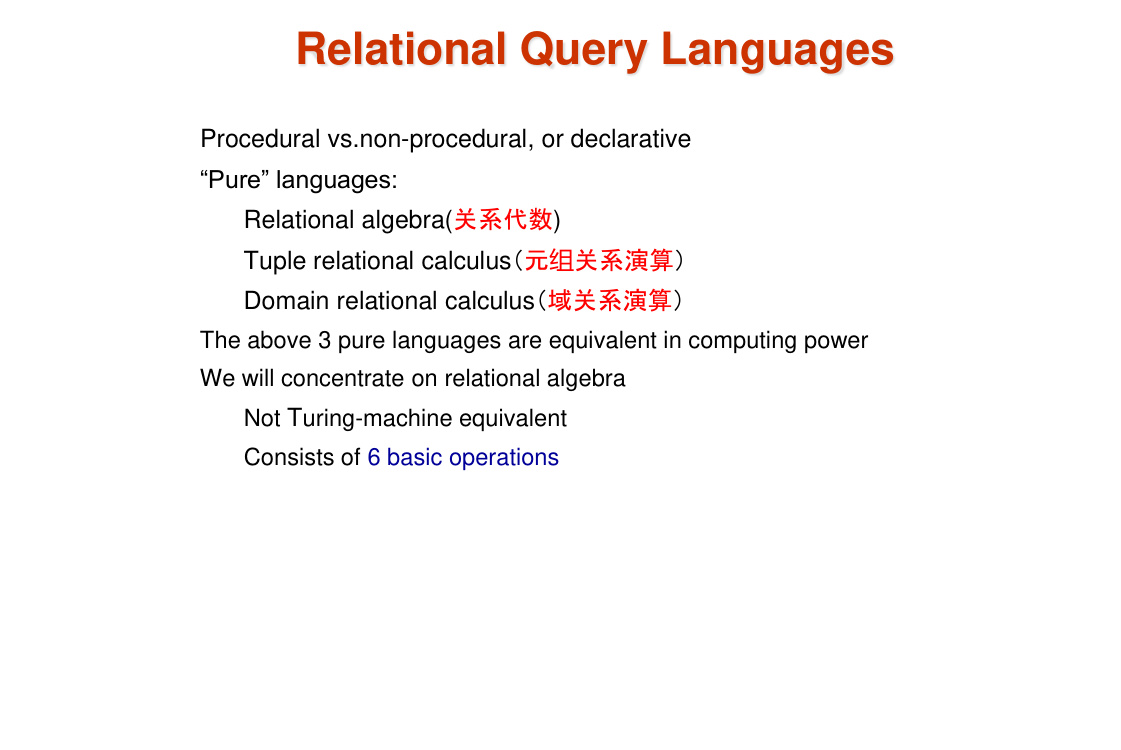 Relational Query Languages
Procedural vs.non-procedural, or declarative
“Pure” languages:
Relational algebra(关系代数)
Tuple relational calculus（元组关系演算）
Domain relational calculus（域关系演算）
The above 3 pure languages are equivalent in computing power
We will concentrate on relational algebra
Not Turing-machine equivalent
Consists of 6 basic operations